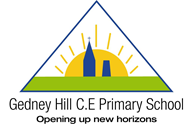 Gedney Hill C.E Primary School
Opening up new horizons